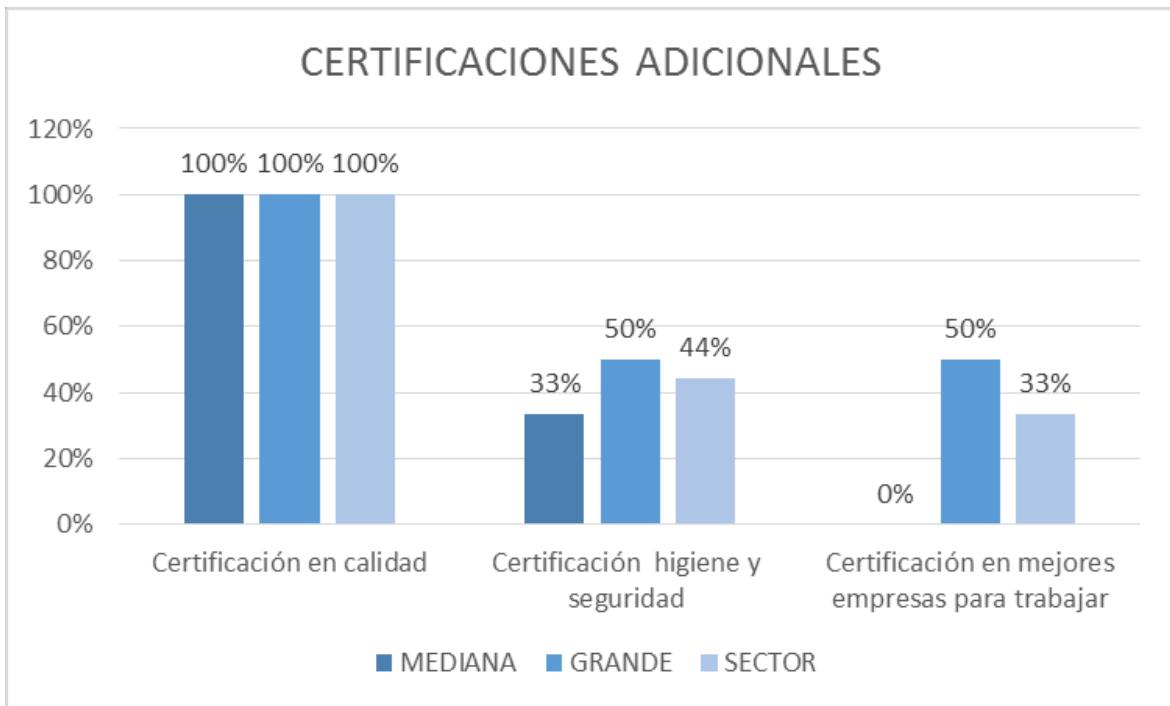 CERTIFICACIONES ADICIONALES
120%
100%
80%
60%
40%
20%
0%
100% 100% 100%
33% 50% 44%
0% 50% 33%
Certificación en calidad
Certificación higiene y
seguridad
Certificación en mejores
empresas para trabajar
MEDIANA GRANDE SECTOR